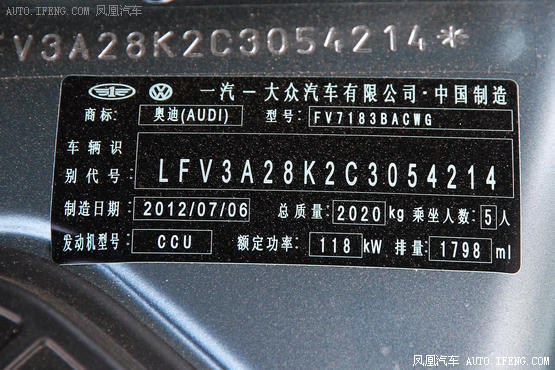 AUTO.IFENG.COM 凤凰汽车
FV3A28K2C3054214*
一汽一大众汽车有限公司·中国制造
商标: 奥迪(AUDI) 型号: FV7183BACWG
车辆识别代号: LFV3A28K2C3054214
制造日期: 2012/07/06 总质量: 2020 kg 乘坐人数: 5 人
发动机型号: CCU 额定功率: 118 kW 排量: 1798 ml
凤凰汽车 AUTO.IFENG.COM